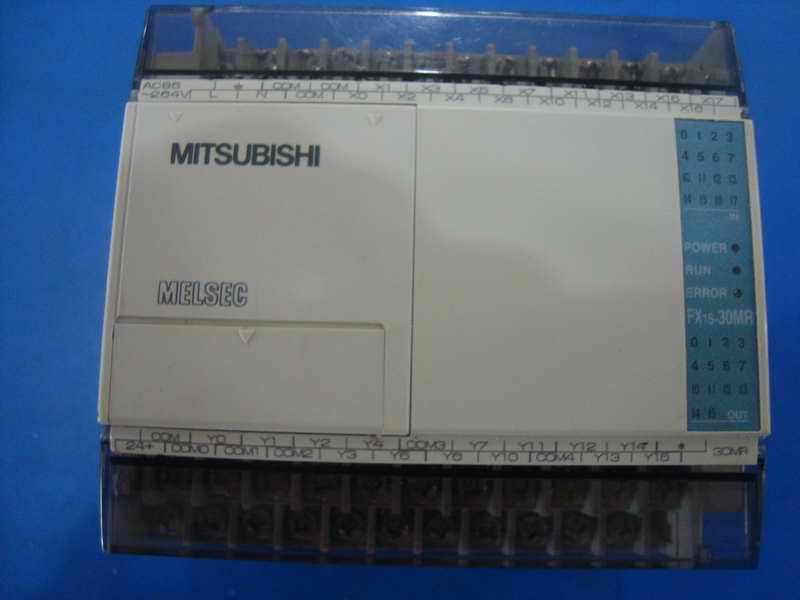 AC85 L ⏚ COM COM X1 X3 X5 X7 X11 X13 X15 X17
~264V N COM X0 X2 X4 X6 X10 X12 X14 X16
MITSUBISHI
MELSEC
0 1 2 3
4 5 6 7
10 11 12 13
14 15 16 17
IN
POWER
RUN
ERROR
FX1S-30MR
0 1 2 3
4 5 6 7
10 11 12 13
14 15 OUT
COM Y0 Y1 Y2 Y4 COM3 Y7 Y11 Y12 Y14
24+ COM0 COM1 COM2 Y3 Y5 Y6 Y10 COM4 Y13 Y15 30MR